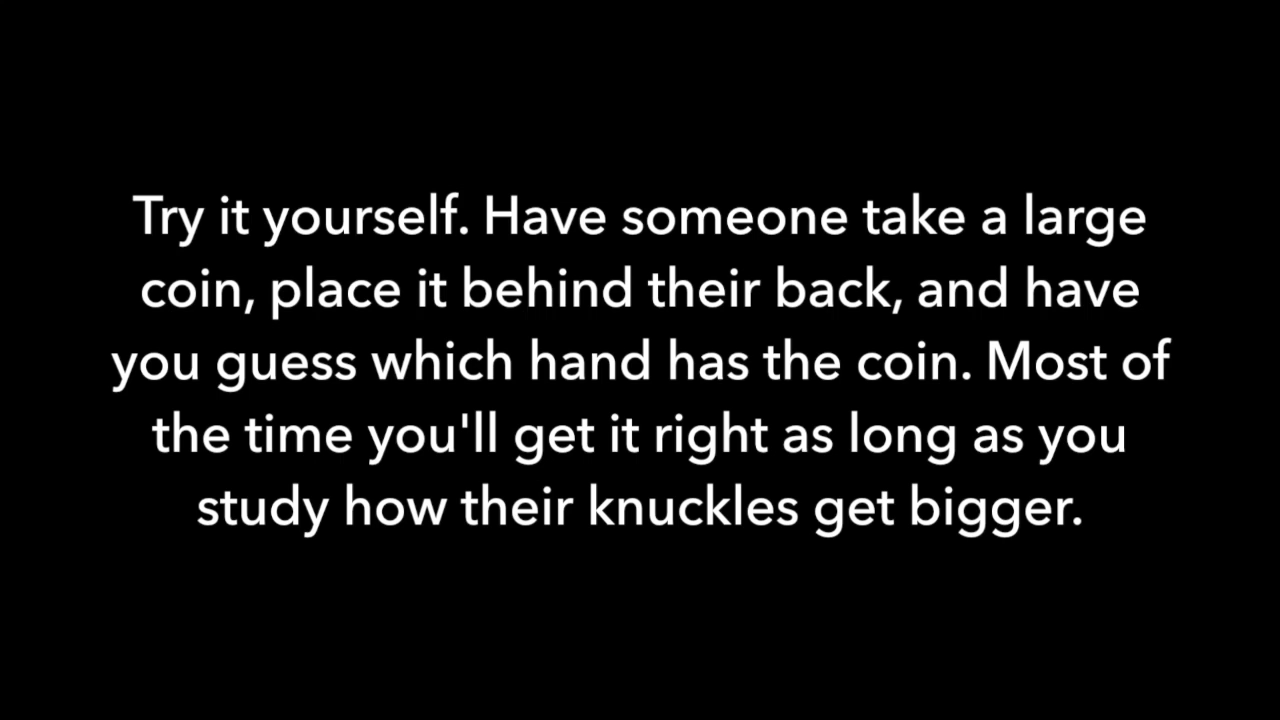 Try it yourself. Have someone take a large
coin, place it behind their back, and have
you guess which hand has the coin. Most of
the time you'll get it right as long as you
study how their knuckles get bigger.